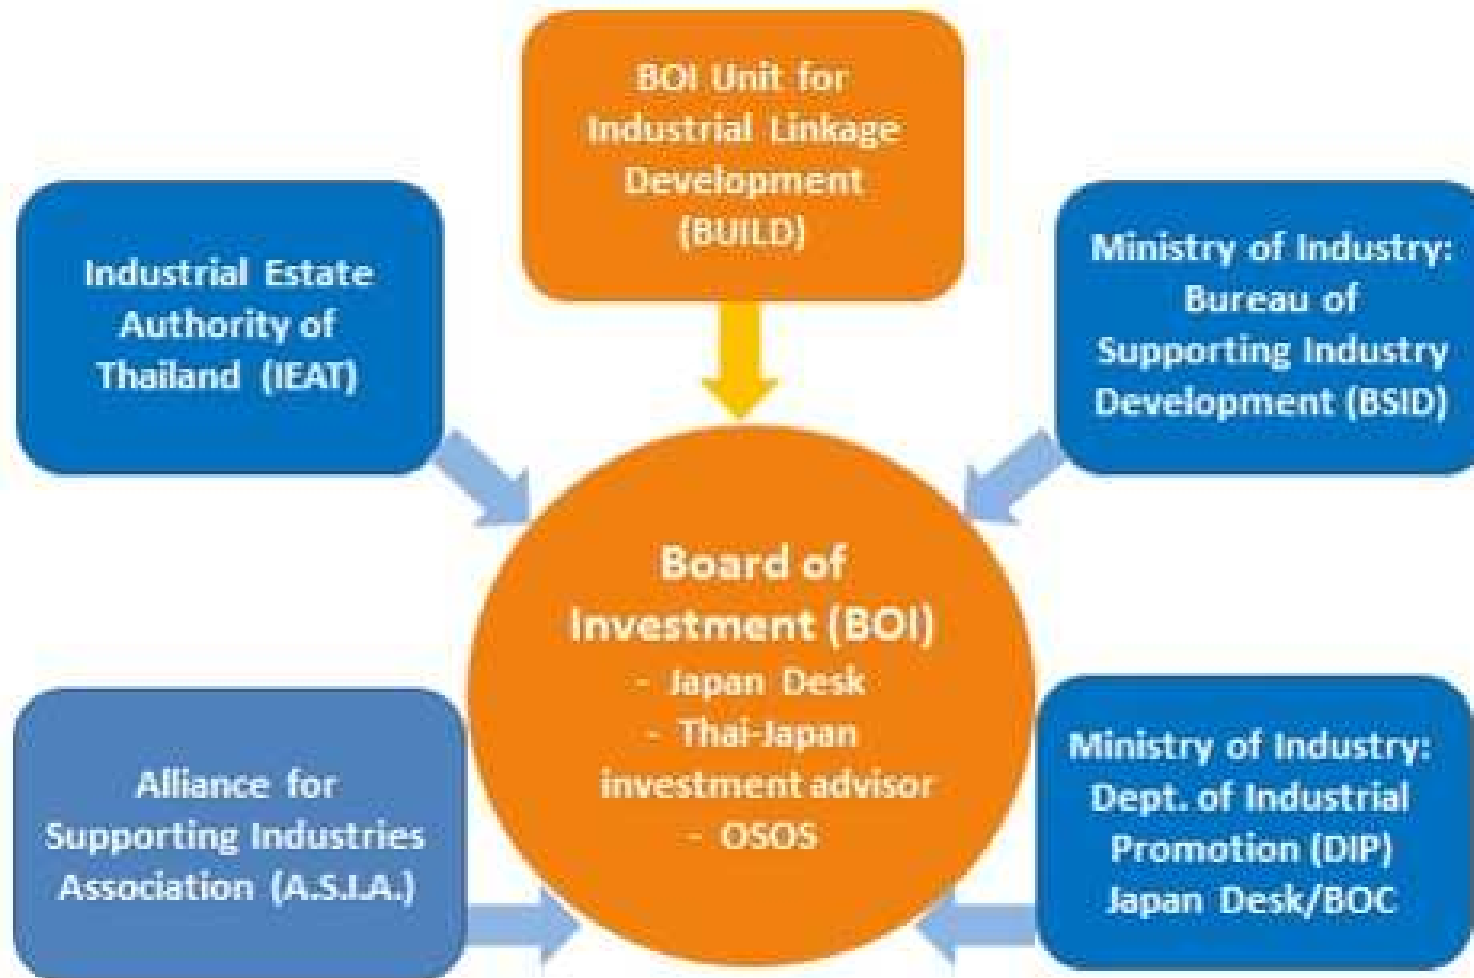 BOI Unit for
Industrial Linkage
Development
(BUILD)
Industrial Estate
Authority of
Thailand (IEAT)
Ministry of Industry:
Bureau of
Supporting Industry
Development (BSID)
Board of
Investment (BOI)
- Japan Desk
- Thai-Japan
investment advisor
- OSOS
Alliance for
Supporting Industries
Association (A.S.I.A.)
Ministry of Industry:
Dept. of Industrial
Promotion (DIP)
Japan Desk/BOC